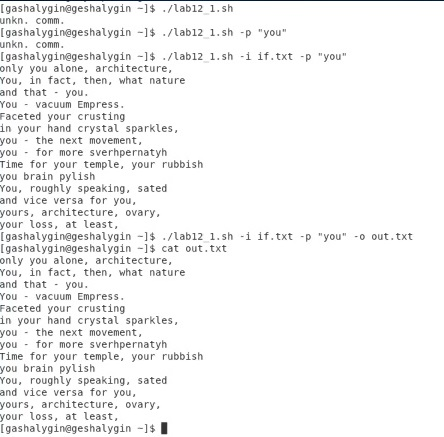 [gashalygin@geshalygin ~]$ ./lab12_1.sh
unkn. comm.
[gashalygin@geshalygin ~]$ ./lab12_1.sh -p "you"
unkn. comm.
[gashalygin@geshalygin ~]$ ./lab12_1.sh -i if.txt -p "you"
only you alone, architecture,
You, in fact, then, what nature
and that - you.
You - vacuum Empress.
Faceted your crusting
in your hand crystal sparkles,
you - the next movement,
you - for more sverhpernatyh
Time for your temple, your rubbish
you brain pylish
You, roughly speaking, sated
and vice versa for you,
yours, architecture, ovary,
your loss, at least,
[gashalygin@geshalygin ~]$ ./lab12_1.sh -i if.txt -p "you" -o out.txt
[gashalygin@geshalygin ~]$ cat out.txt
only you alone, architecture,
You, in fact, then, what nature
and that - you.
You - vacuum Empress.
Faceted your crusting
in your hand crystal sparkles,
you - the next movement,
you - for more sverhpernatyh
Time for your temple, your rubbish
you brain pylish
You, roughly speaking, sated
and vice versa for you,
yours, architecture, ovary,
your loss, at least,
[gashalygin@geshalygin ~]$